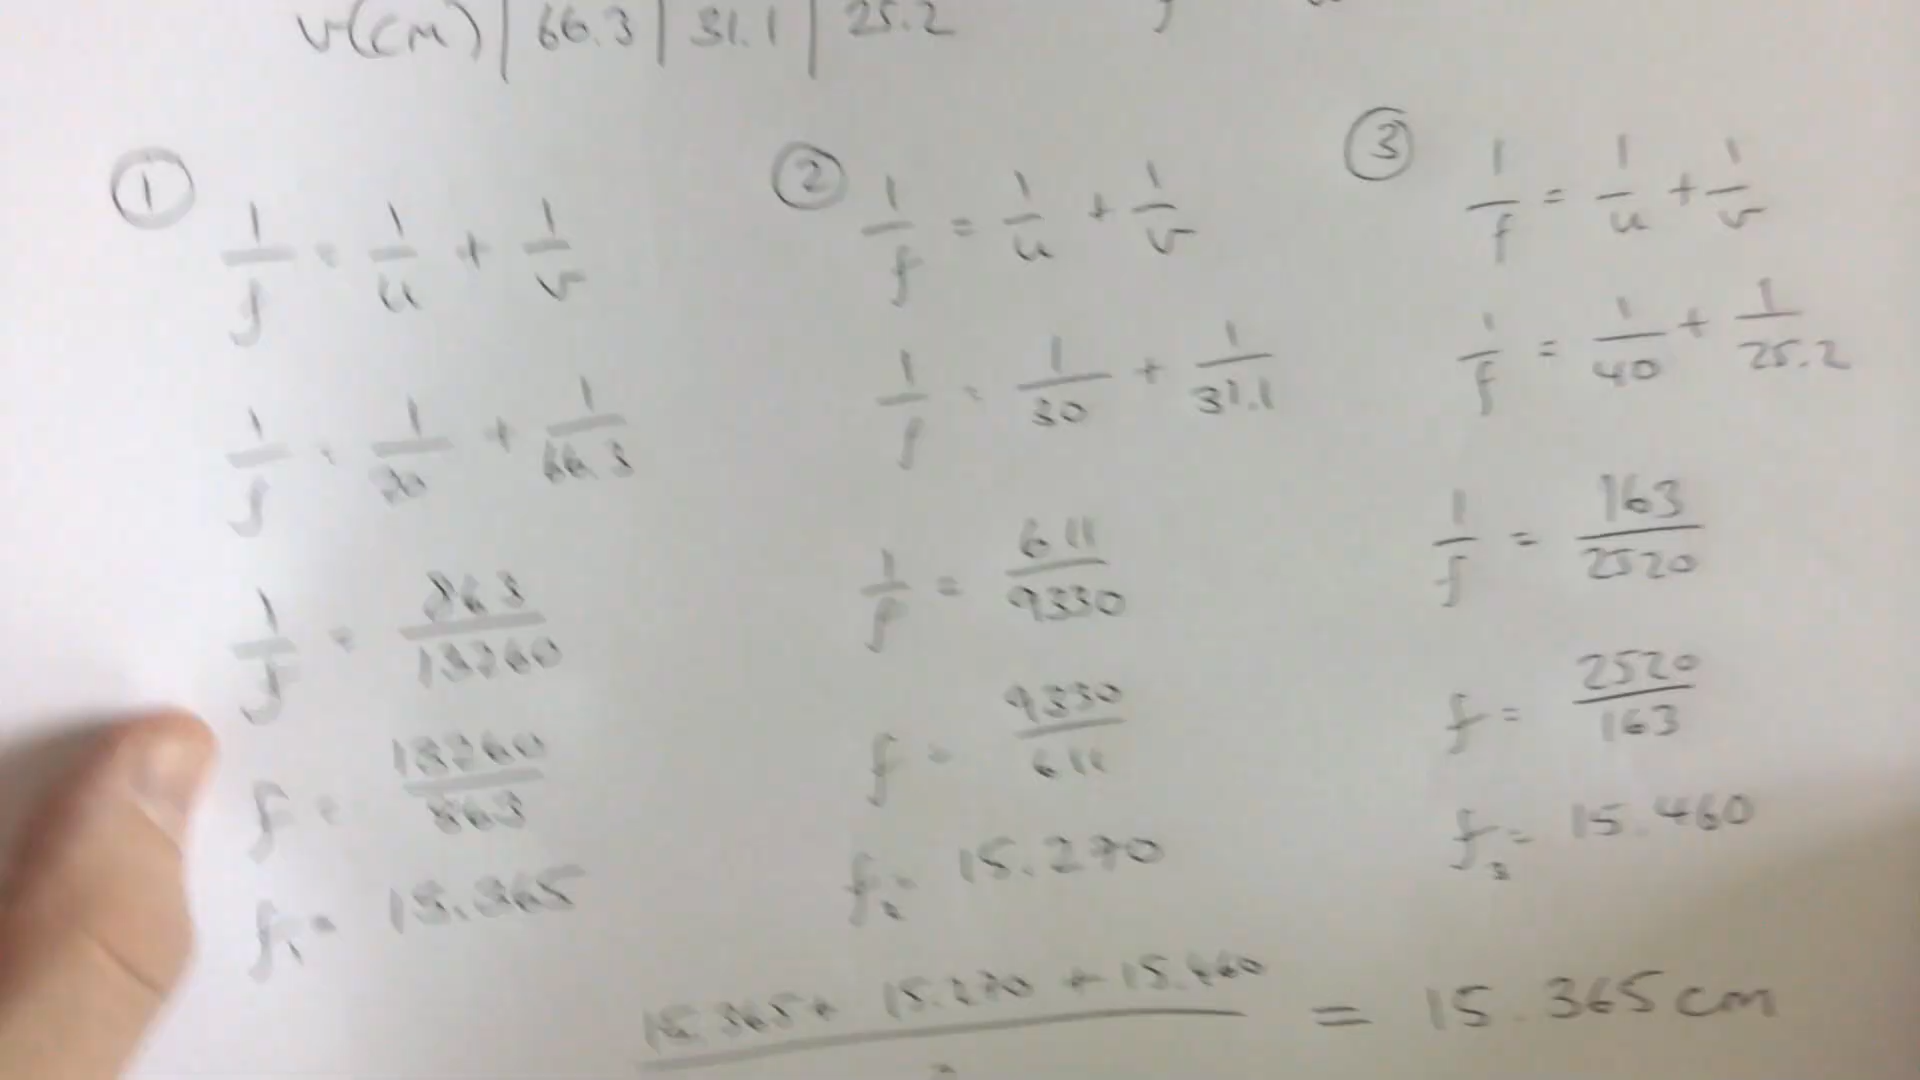 v(cm) | 66.3 | 31.1 | 25.2
①
1/f = 1/u + 1/v
1/f = 1/20 + 1/66.3
1/f = 863/13260
f = 13260/863
f₁ = 15.365
②
1/f = 1/u + 1/v
1/f = 1/30 + 1/31.1
1/f = 611/9330
f = 9330/611
f₂ = 15.270
③
1/f = 1/u + 1/v
1/f = 1/40 + 1/25.2
1/f = 163/2520
f = 2520/163
f₃ = 15.460
15.365 + 15.270 + 15.460
= 15.365cm